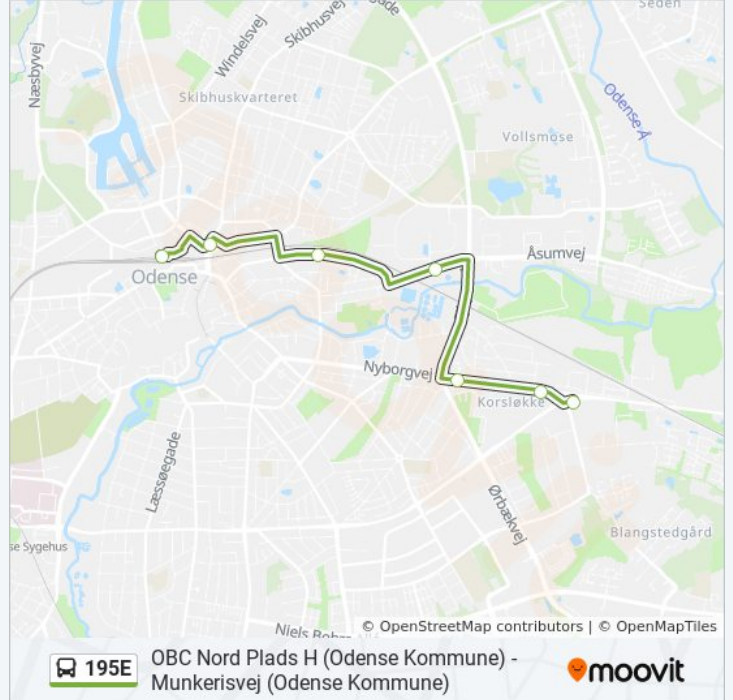 Seden
Skibhusvej
gade
Windelsvej
Næsbyvej
Skibhuskvarteret
Odense Å
Vollsmose
Åsumvej
Odense
Nyborgvej
Korsløkke
Læssøegade
Ørbækvej
Blangstedgård
se Sygehus
Niels Bohrs
© OpenStreetMap contributors | © OpenMapTiles
195E
OBC Nord Plads H (Odense Kommune) -
Munkerisvej (Odense Kommune)
moovit